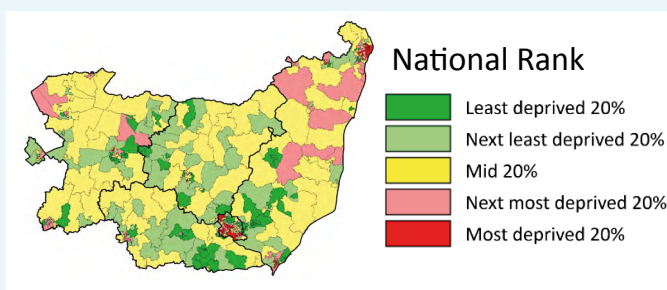 National Rank
Least deprived 20%
Next least deprived 20%
Mid 20%
Next most deprived 20%
Most deprived 20%